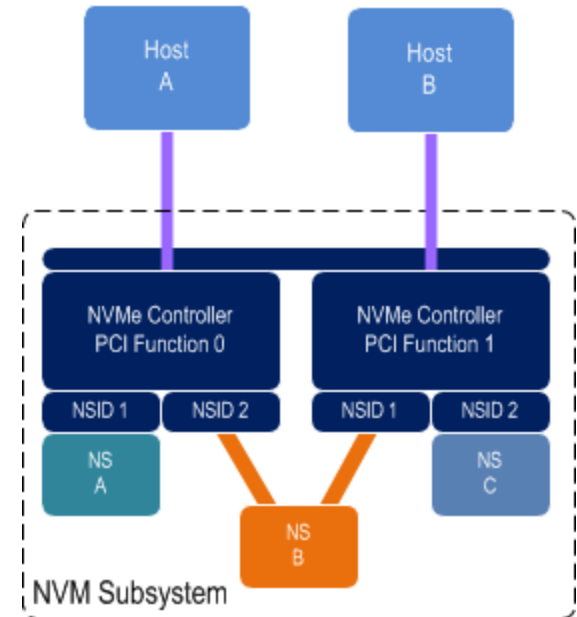 Host
A
Host
B
NVMe Controller
PCI Function 0
NVMe Controller
PCI Function 1
NSID 1
NSID 2
NSID 1
NSID 2
NS
A
NS
C
NS
B
NVM Subsystem